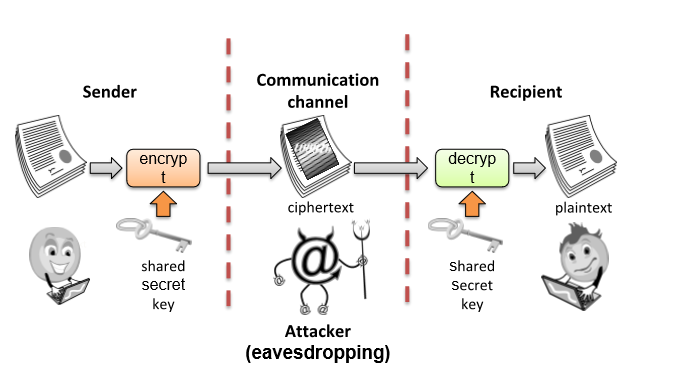 Sender
Communication
channel
Recipient
encryp
t
decryp
t
ciphertext
plaintext
shared
secret
key
@
Shared
Secret
key
Attacker
(eavesdropping)